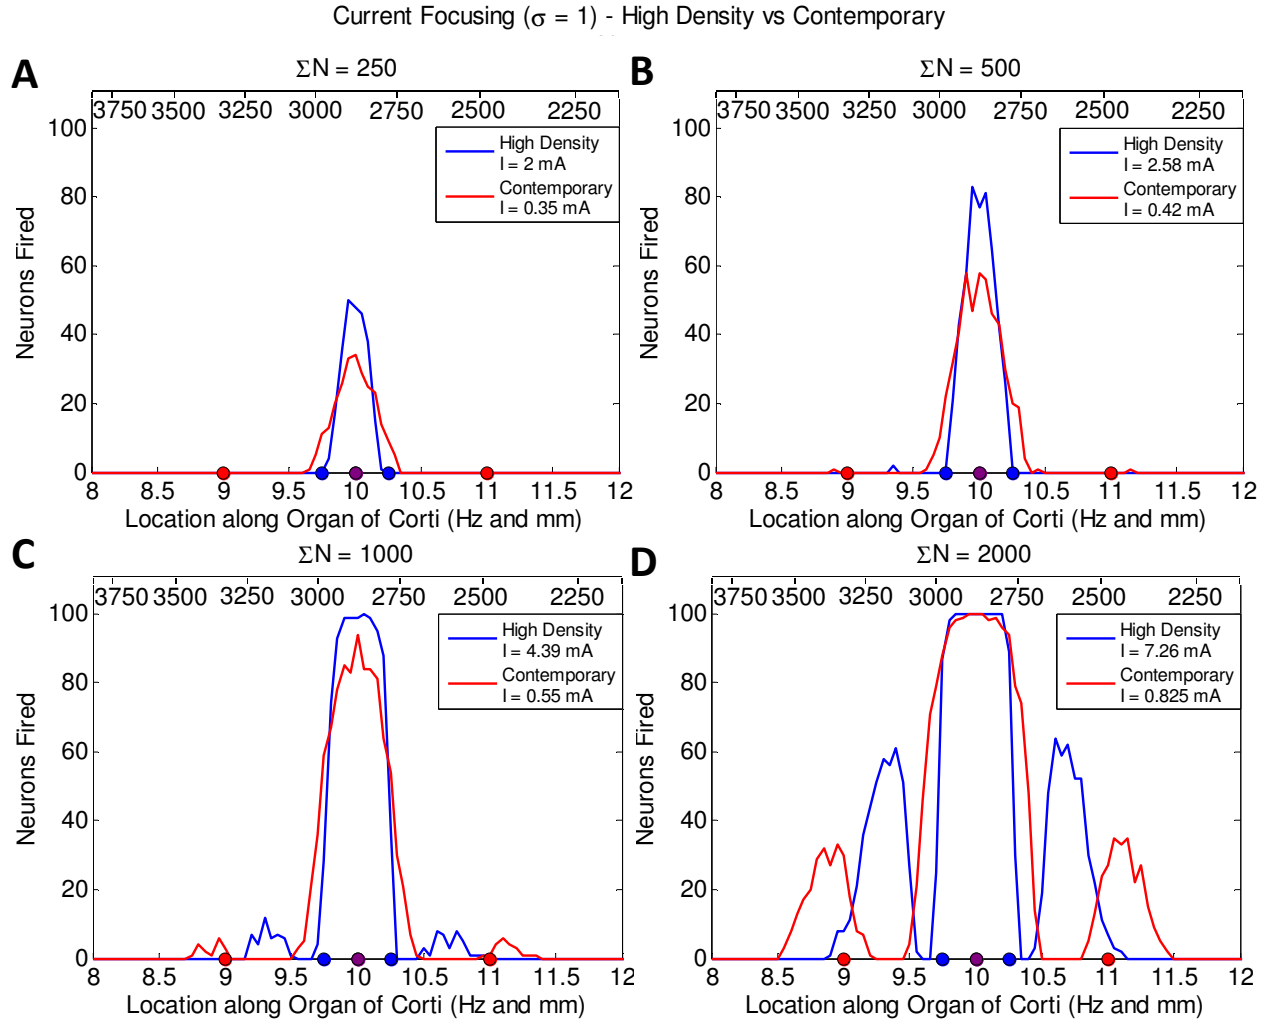 Current Focusing (σ = 1) - High Density vs Contemporary
A
ΣN = 250
3750 3500 3250 3000 2750 2500 2250
High Density
I = 2 mA
Contemporary
I = 0.35 mA
100
80
60
40
20
0
Neurons Fired
8 8.5 9 9.5 10 10.5 11 11.5 12
Location along Organ of Corti (Hz and mm)
B
ΣN = 500
3750 3500 3250 3000 2750 2500 2250
High Density
I = 2.58 mA
Contemporary
I = 0.42 mA
100
80
60
40
20
0
Neurons Fired
8 8.5 9 9.5 10 10.5 11 11.5 12
Location along Organ of Corti (Hz and mm)
C
ΣN = 1000
3750 3500 3250 3000 2750 2500 2250
High Density
I = 4.39 mA
Contemporary
I = 0.55 mA
100
80
60
40
20
0
Neurons Fired
8 8.5 9 9.5 10 10.5 11 11.5 12
Location along Organ of Corti (Hz and mm)
D
ΣN = 2000
3750 3500 3250 3000 2750 2500 2250
High Density
I = 7.26 mA
Contemporary
I = 0.825 mA
100
80
60
40
20
0
Neurons Fired
8 8.5 9 9.5 10 10.5 11 11.5 12
Location along Organ of Corti (Hz and mm)